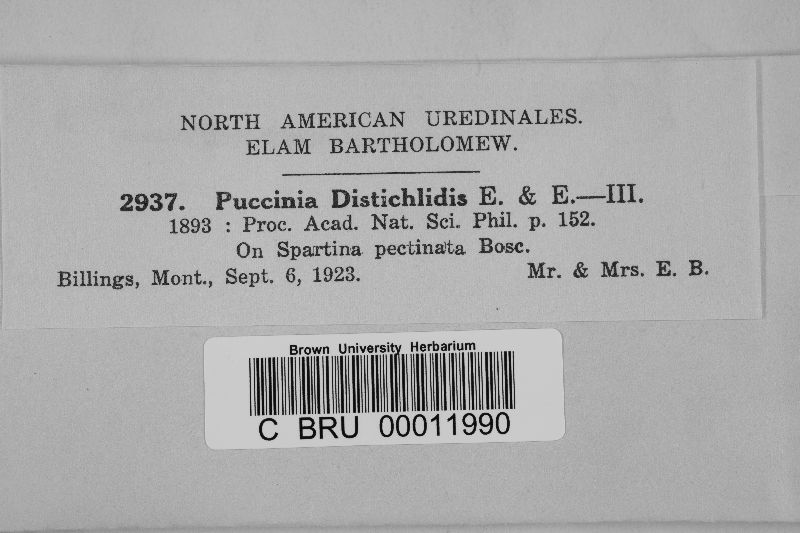 NORTH AMERICAN UREDINALES.
ELAM BARTHOLOMEW.
2937. Puccinia Distichlidis E. & E.—III.
1893 : Proc. Acad. Nat. Sci. Phil. p. 152.
On Spartina pectinata Bosc.
Billings, Mont., Sept. 6, 1923. Mr. & Mrs. E. B.
Brown University Herbarium
C BRU 00011990